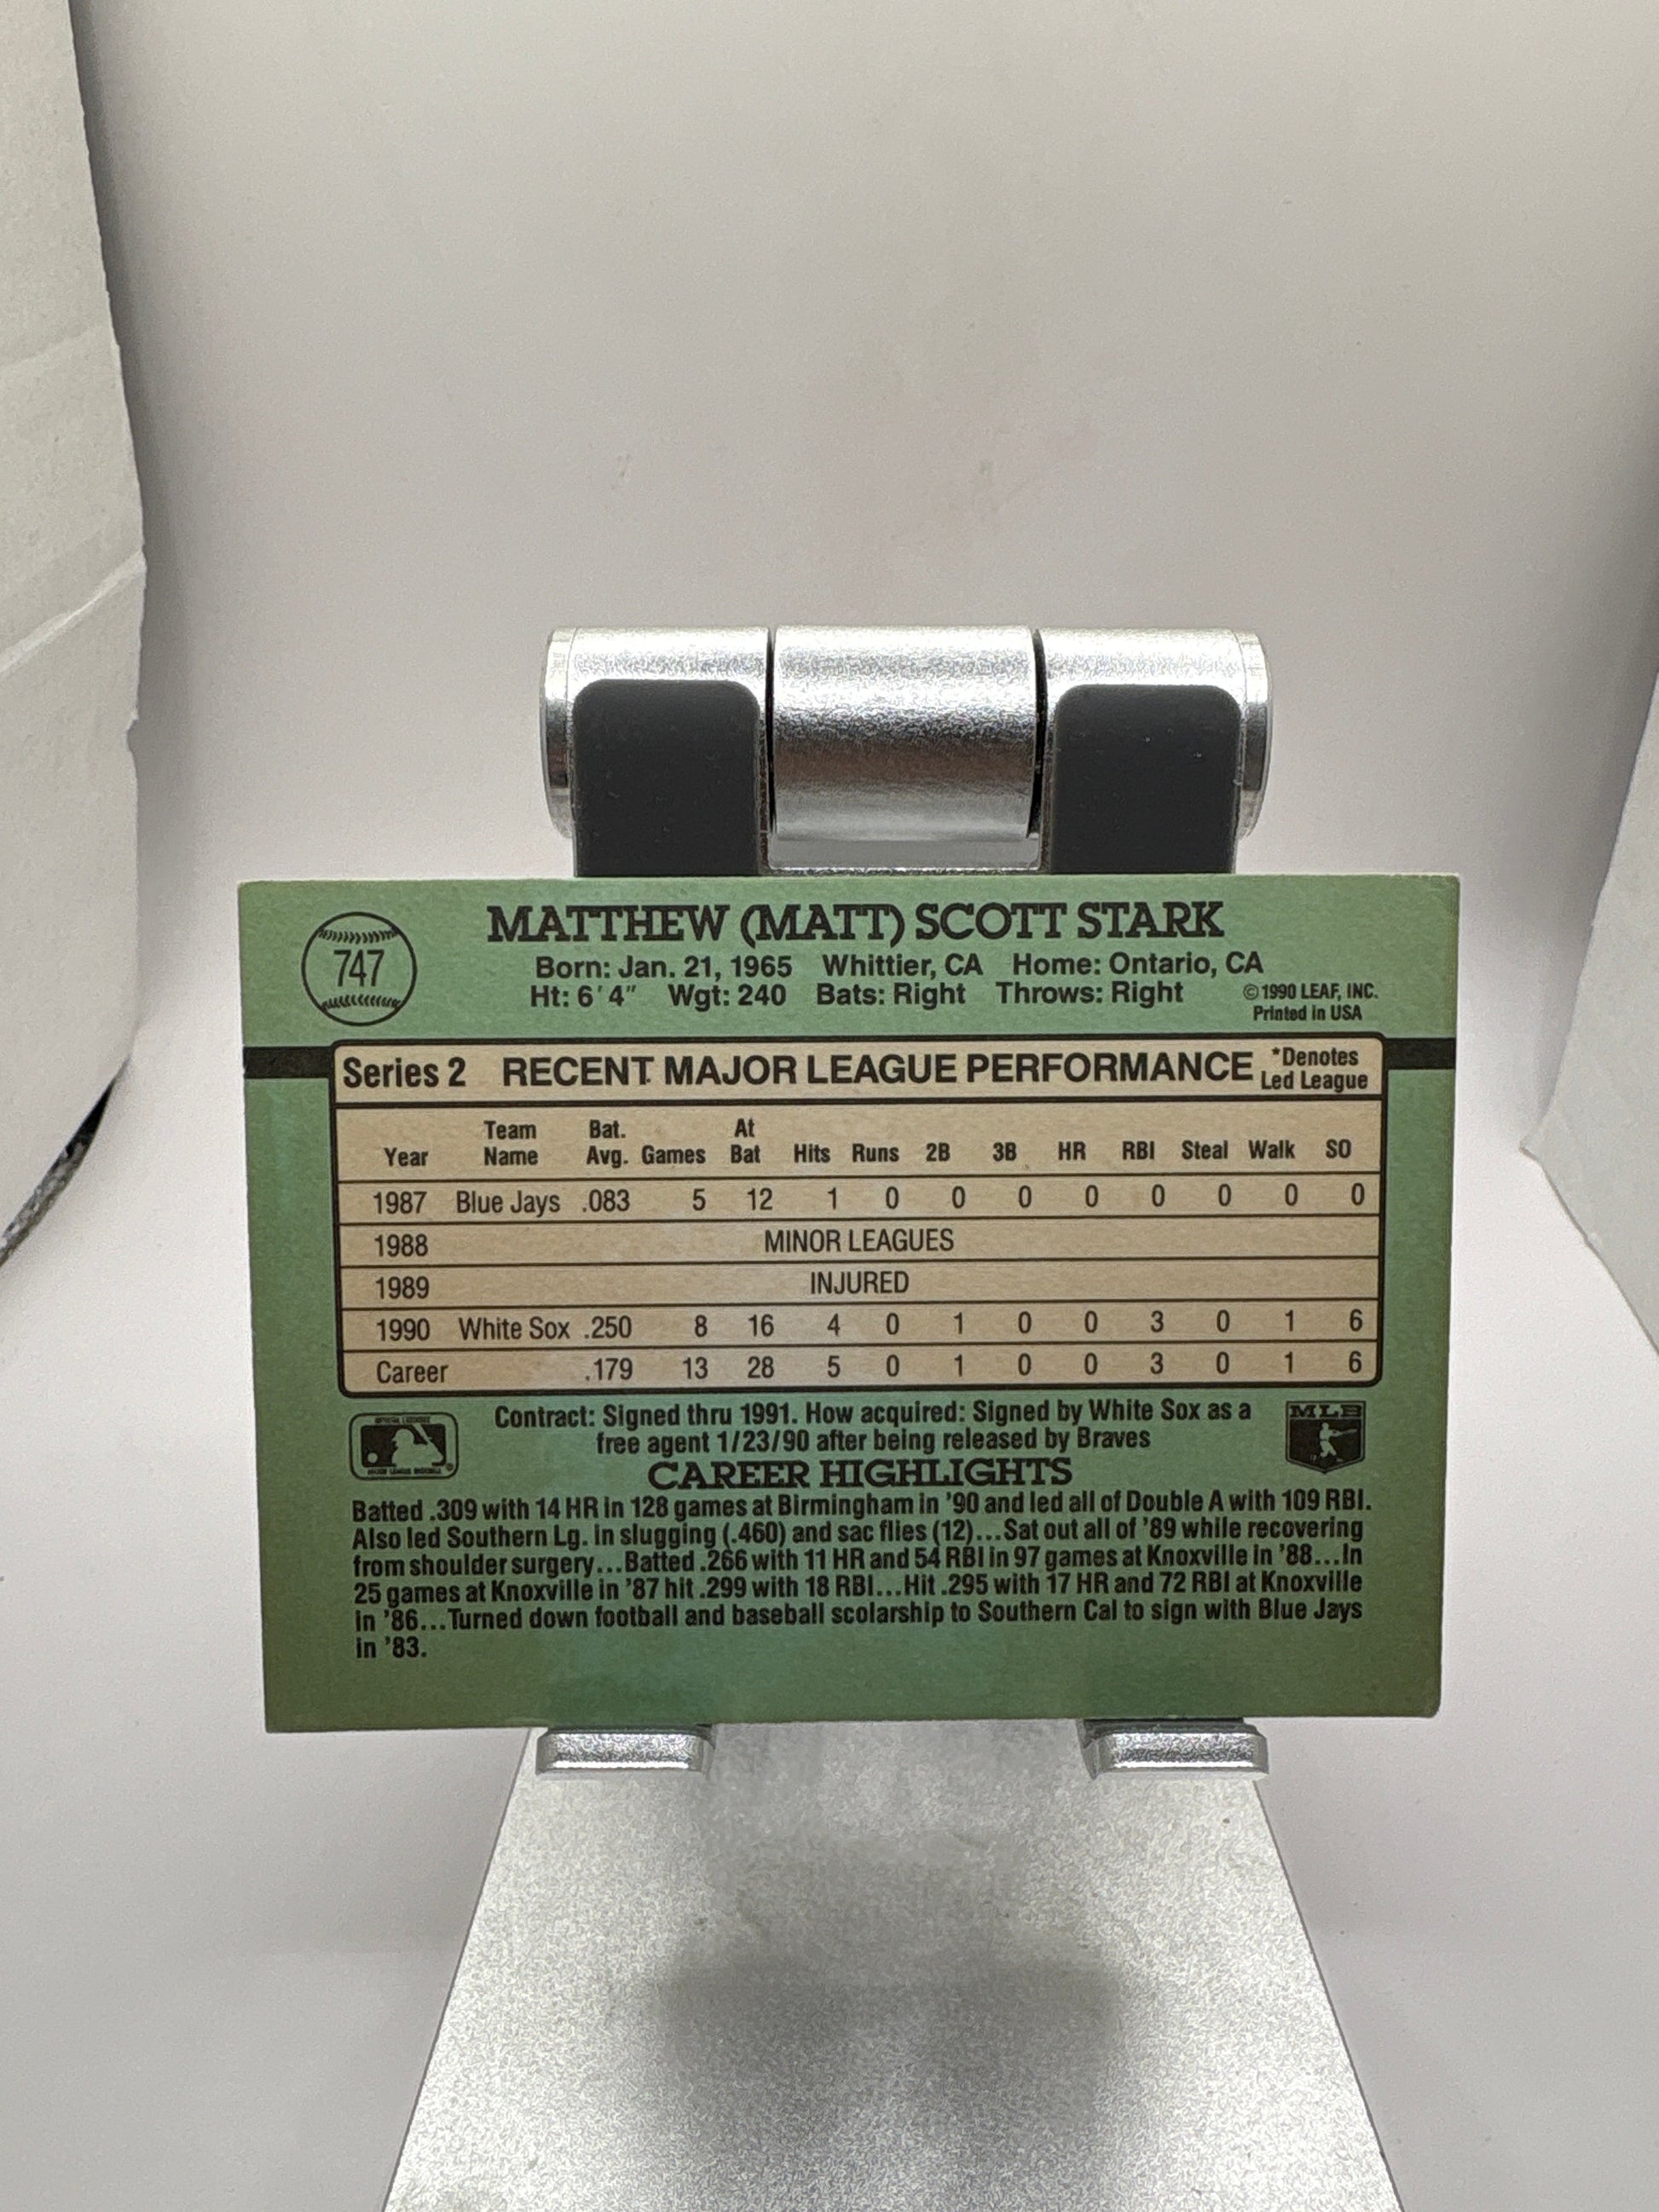 747
MATTHEW (MATT) SCOTT STARK
Born: Jan. 21, 1965 Whittier, CA Home: Ontario, CA
Ht: 6'4" Wgt: 240 Bats: Right Throws: Right
©1990 LEAF, INC.
Printed in USA
Series 2 RECENT MAJOR LEAGUE PERFORMANCE *Denotes Led League
Year Team Name Bat. Avg. Games At Bat Hits Runs 2B 3B HR RBI Steal Walk SO
1987 Blue Jays .083 5 12 1 0 0 0 0 0 0 0 0
1988 MINOR LEAGUES
1989 INJURED
1990 White Sox .250 8 16 4 0 1 0 0 3 0 1 6
Career .179 13 28 5 0 1 0 0 3 0 1 6
Contract: Signed thru 1991. How acquired: Signed by White Sox as a
free agent 1/23/90 after being released by Braves
MLB
CAREER HIGHLIGHTS
Batted .309 with 14 HR in 128 games at Birmingham in '90 and led all of Double A with 109 RBI.
Also led Southern Lg. in slugging (.460) and sac flies (12)...Sat out all of '89 while recovering
from shoulder surgery...Batted .266 with 11 HR and 54 RBI in 97 games at Knoxville in '88...In
25 games at Knoxville in '87 hit .299 with 18 RBI...Hit .295 with 17 HR and 72 RBI at Knoxville
in '86...Turned down football and baseball scolarship to Southern Cal to sign with Blue Jays
in '83.